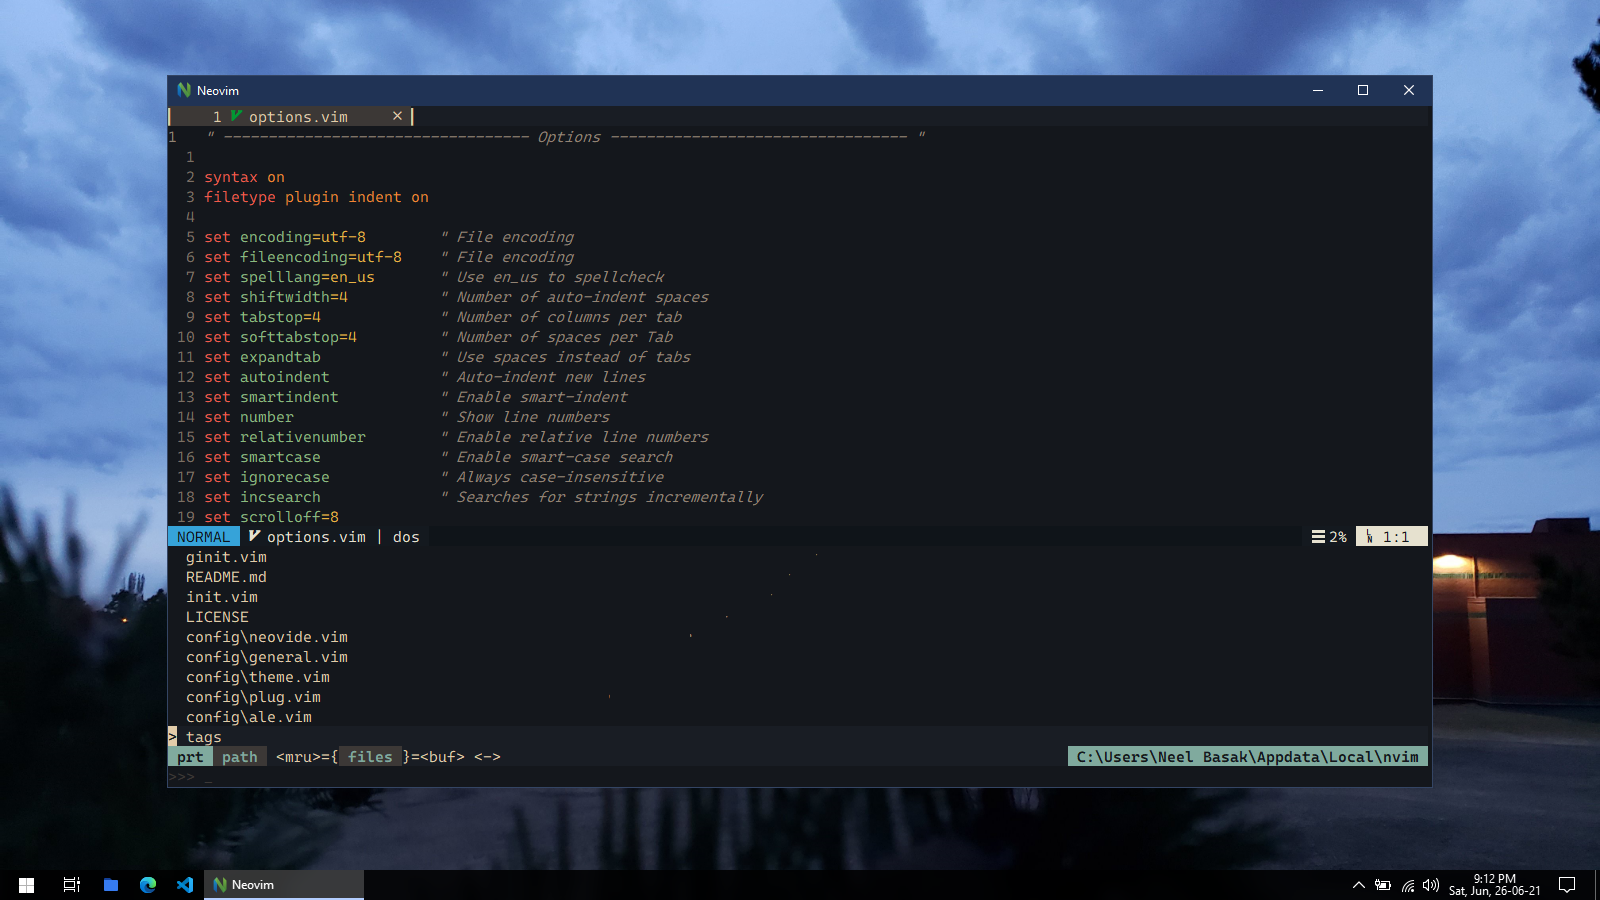 Neovim
1 options.vim ×
1 " ---------------------------------- Options --------------------------------- "
1
2 syntax on
3 filetype plugin indent on
4
5 set encoding=utf-8 " File encoding
6 set fileencoding=utf-8 " File encoding
7 set spelllang=en_us " Use en_us to spellcheck
8 set shiftwidth=4 " Number of auto-indent spaces
9 set tabstop=4 " Number of columns per tab
10 set softtabstop=4 " Number of spaces per Tab
11 set expandtab " Use spaces instead of tabs
12 set autoindent " Auto-indent new lines
13 set smartindent " Enable smart-indent
14 set number " Show line numbers
15 set relativenumber " Enable relative line numbers
16 set smartcase " Enable smart-case search
17 set ignorecase " Always case-insensitive
18 set incsearch " Searches for strings incrementally
19 set scrolloff=8
NORMAL options.vim | dos 2% LN 1:1
ginit.vim
README.md
init.vim
LICENSE
config\neovide.vim
config\general.vim
config\theme.vim
config\plug.vim
config\ale.vim
> tags
prt path <mru>={ files }=<buf> <-> C:\Users\Neel Basak\Appdata\Local\nvim
>>> _
Neovim
9:12 PM
Sat, Jun, 26-06-21